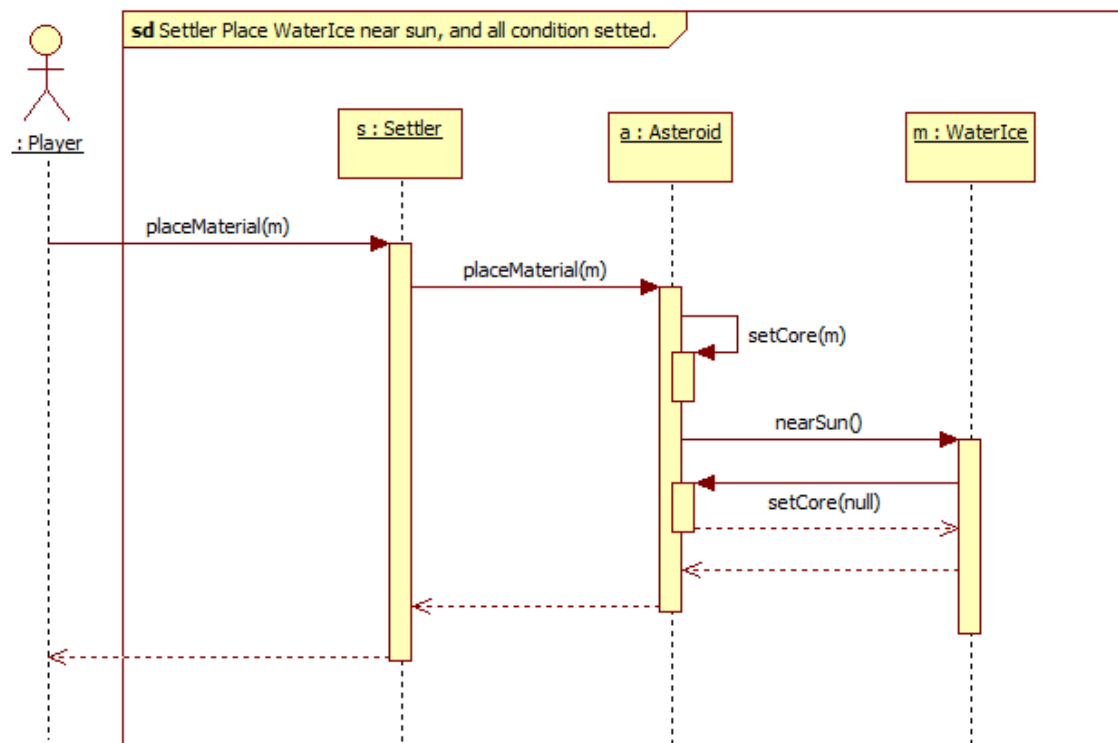 sd Settler Place WaterIce near sun, and all condition setted.
: Player
s : Settler
a : Asteroid
m : WaterIce
placeMaterial(m)
placeMaterial(m)
setCore(m)
nearSun()
setCore(null)